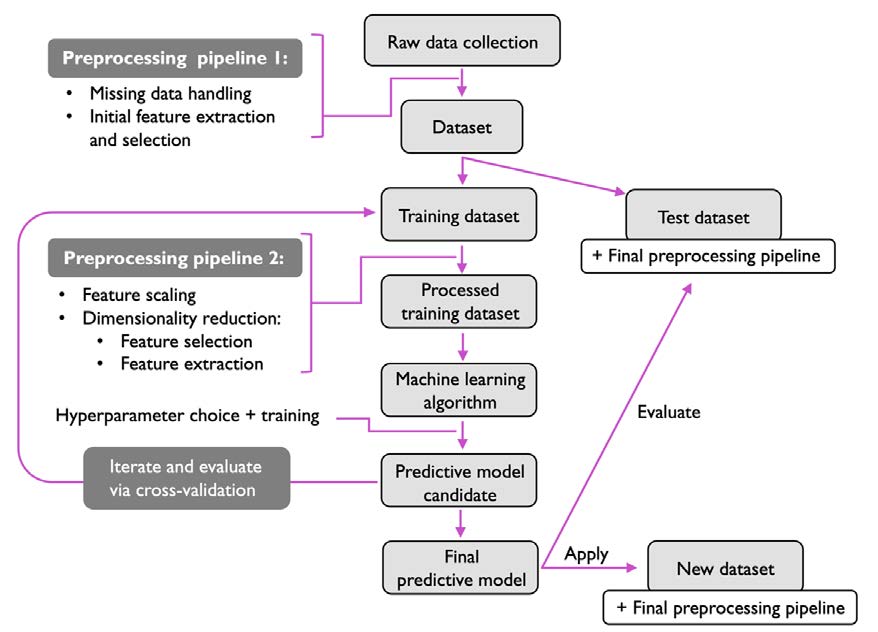 Raw data collection
Preprocessing pipeline 1:
• Missing data handling
• Initial feature extraction
and selection
Dataset
Training dataset
Test dataset
+ Final preprocessing pipeline
Preprocessing pipeline 2:
• Feature scaling
• Dimensionality reduction:
• Feature selection
• Feature extraction
Processed
training dataset
Machine learning
algorithm
Hyperparameter choice + training
Evaluate
Iterate and evaluate
via cross-validation
Predictive model
candidate
Final
predictive model
Apply
New dataset
+ Final preprocessing pipeline